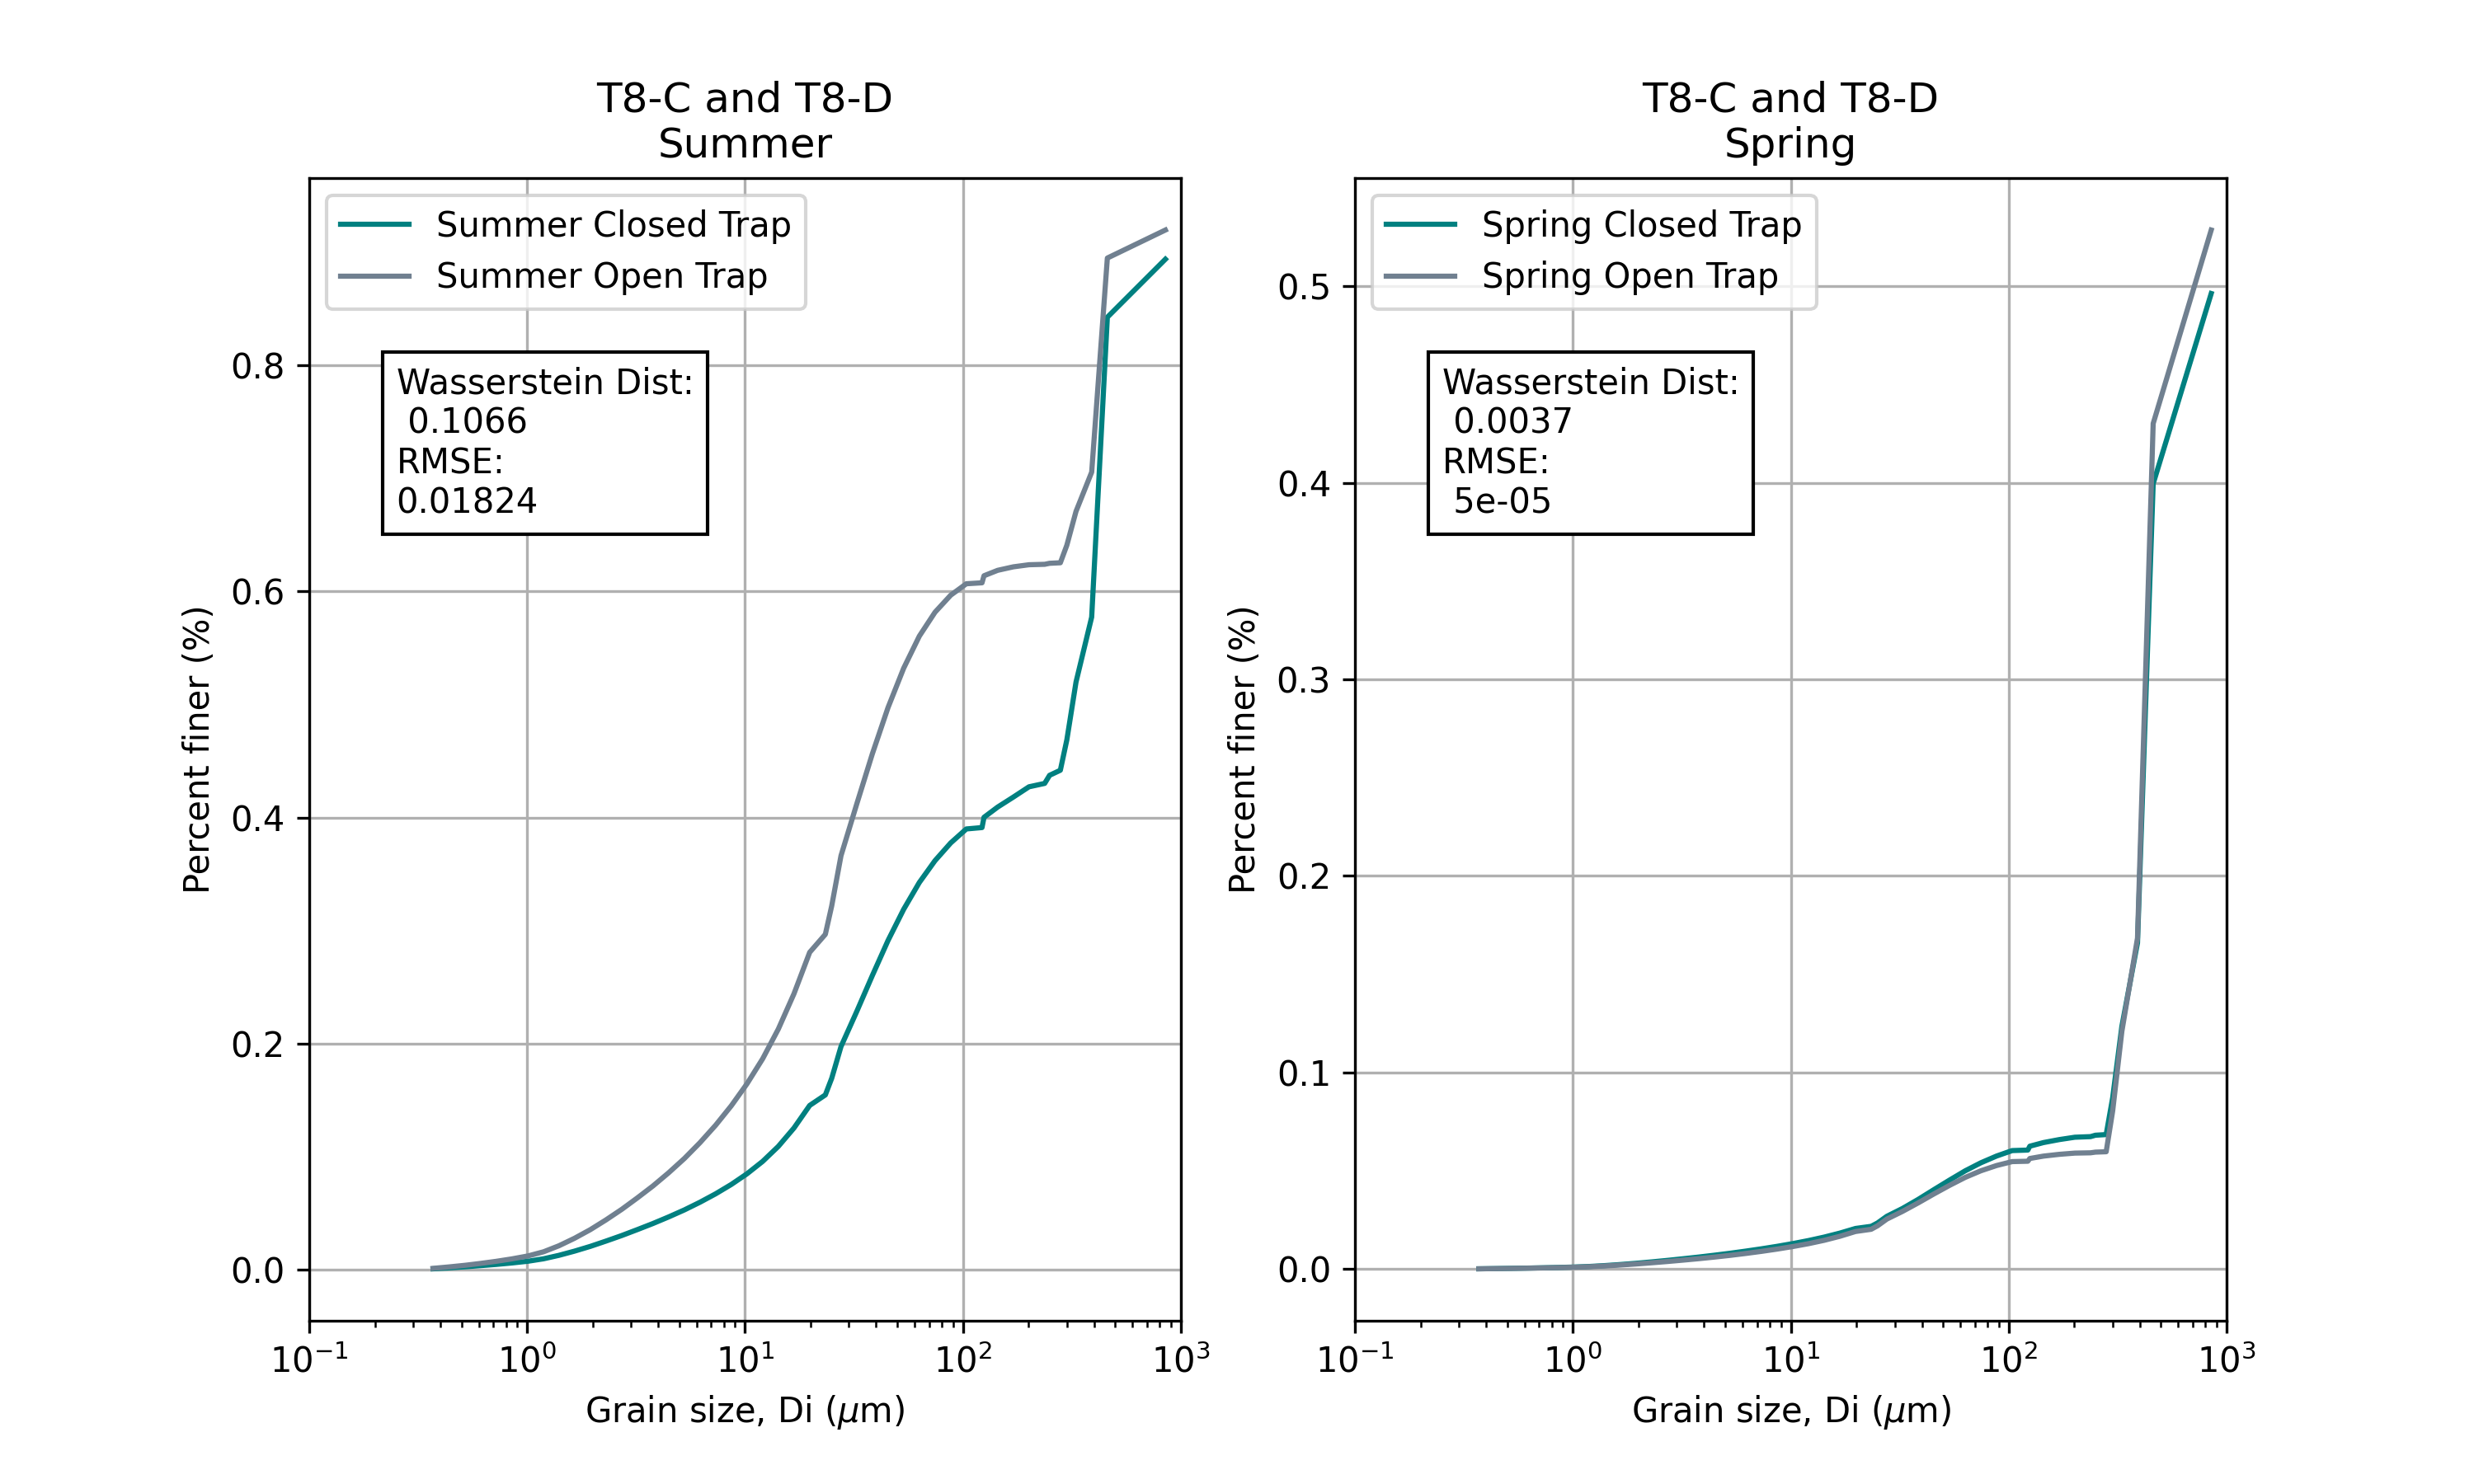 T8-C and T8-D
Summer
Summer Closed Trap
Summer Open Trap
Wasserstein Dist:
0.1066
RMSE:
0.01824
0.8
0.6
0.4
0.2
0.0
Percent finer (%)
10⁻¹ 10⁰ 10¹ 10² 10³
Grain size, Di (μm)
T8-C and T8-D
Spring
Spring Closed Trap
Spring Open Trap
Wasserstein Dist:
0.0037
RMSE:
5e-05
0.5
0.4
0.3
0.2
0.1
0.0
Percent finer (%)
10⁻¹ 10⁰ 10¹ 10² 10³
Grain size, Di (μm)